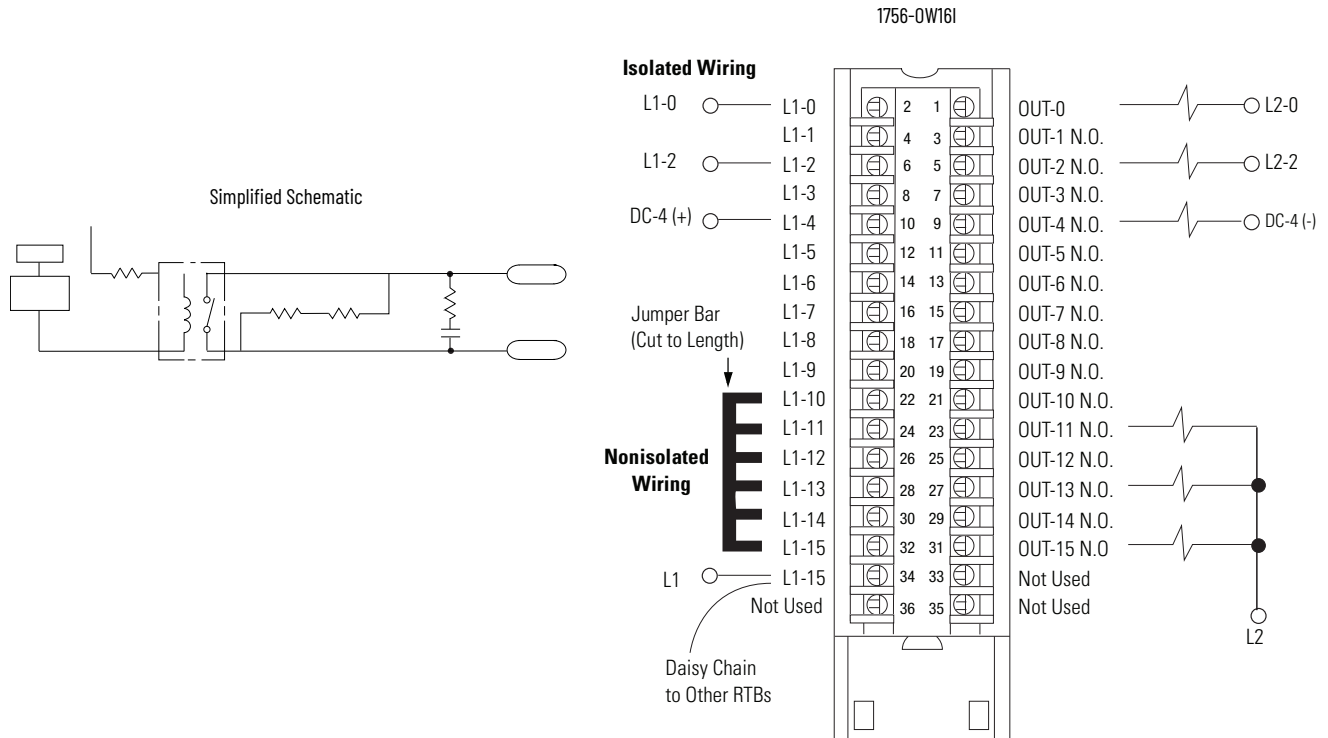 1756-OW16I
Isolated Wiring
L1-0 L1-0 2 1 OUT-0 L2-0
L1-1 4 3 OUT-1 N.O.
L1-2 L1-2 6 5 OUT-2 N.O. L2-2
L1-3 8 7 OUT-3 N.O.
Simplified Schematic
DC-4 (+) L1-4 10 9 OUT-4 N.O. DC-4 (-)
L1-5 12 11 OUT-5 N.O.
L1-6 14 13 OUT-6 N.O.
L1-7 16 15 OUT-7 N.O.
Jumper Bar
(Cut to Length)
L1-8 18 17 OUT-8 N.O.
L1-9 20 19 OUT-9 N.O.
L1-10 22 21 OUT-10 N.O.
L1-11 24 23 OUT-11 N.O.
Nonisolated
Wiring
L1-12 26 25 OUT-12 N.O.
L1-13 28 27 OUT-13 N.O.
L1-14 30 29 OUT-14 N.O.
L1-15 32 31 OUT-15 N.O
L1 L1-15 34 33 Not Used
Not Used 36 35 Not Used
L2
Daisy Chain
to Other RTBs